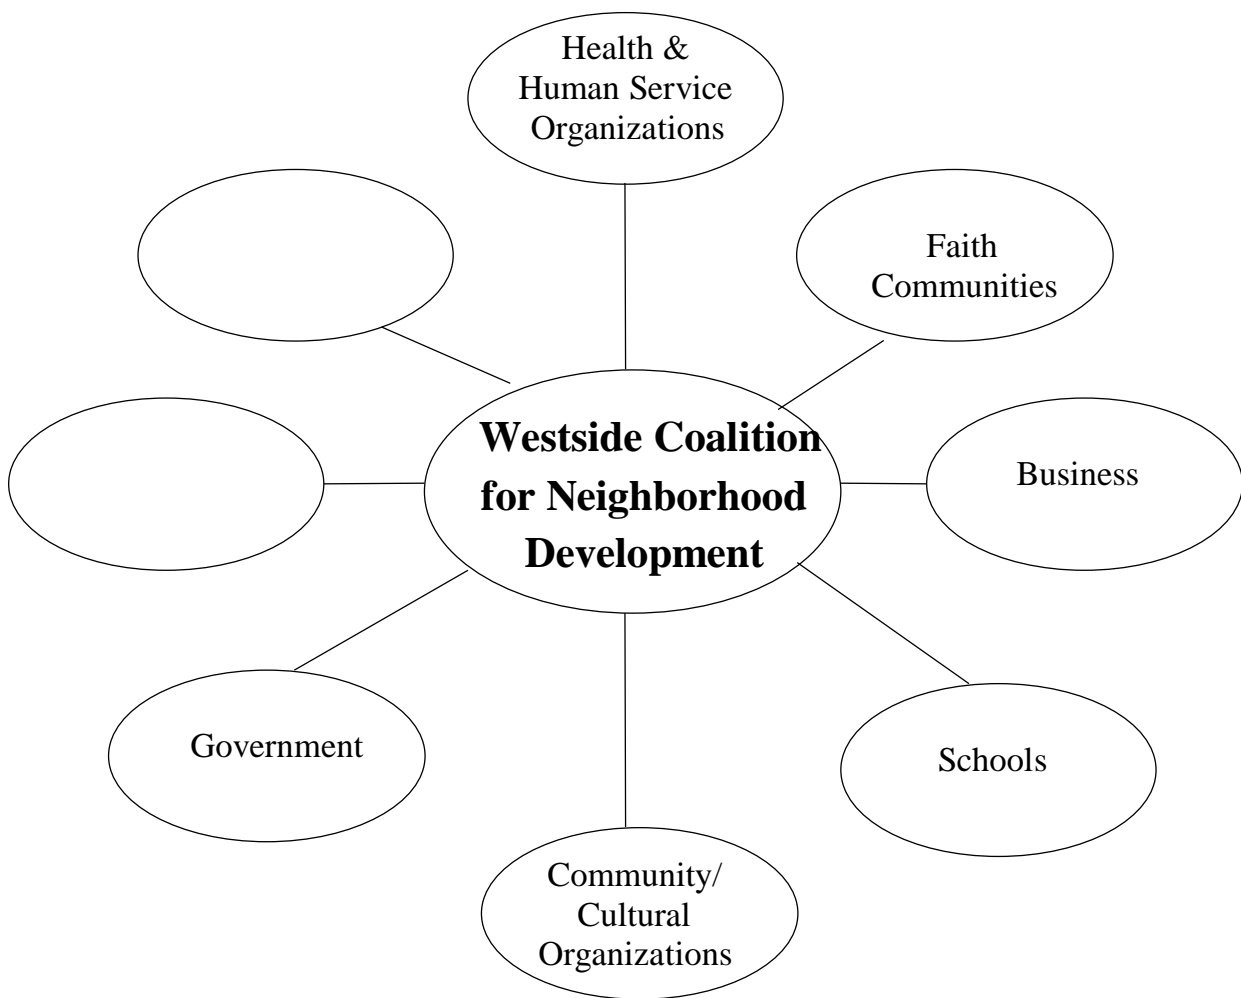 Health &
Human Service
Organizations
Faith
Communities
Westside Coalition
for Neighborhood
Development
Business
Government
Schools
Community/
Cultural
Organizations